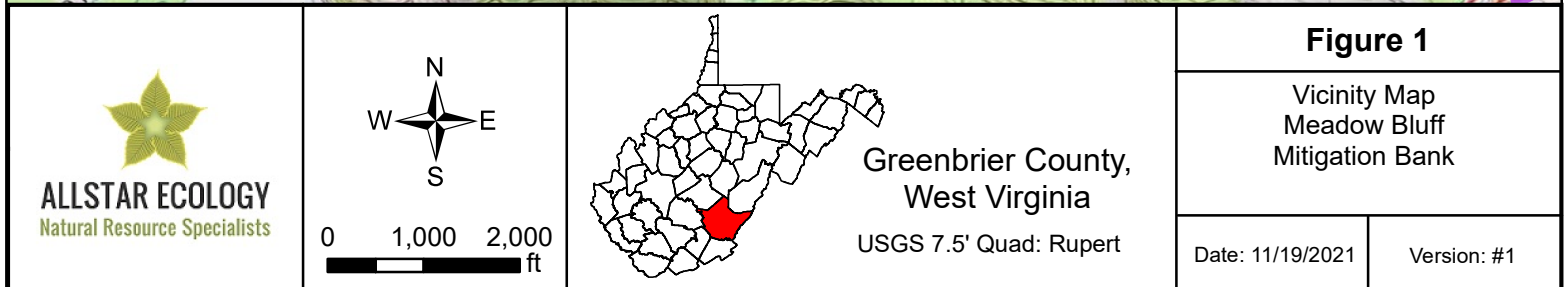 ALLSTAR ECOLOGY
Natural Resource Specialists
N
W E
S
0 1,000 2,000
ft
Greenbrier County,
West Virginia
USGS 7.5' Quad: Rupert
Figure 1
Vicinity Map
Meadow Bluff
Mitigation Bank
Date: 11/19/2021
Version: #1